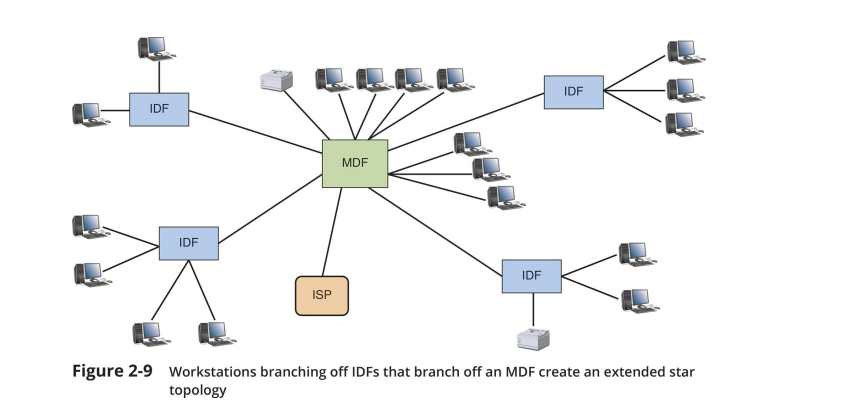 IDF
IDF
MDF
IDF
IDF
ISP
Figure 2-9 Workstations branching off IDFs that branch off an MDF create an extended star
topology